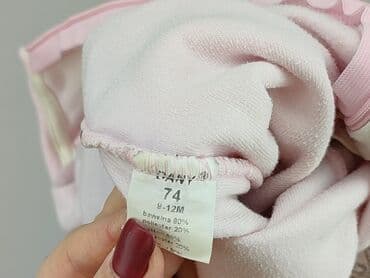 DANY®
74
9-12M
bawełna 80%
poliester 20%